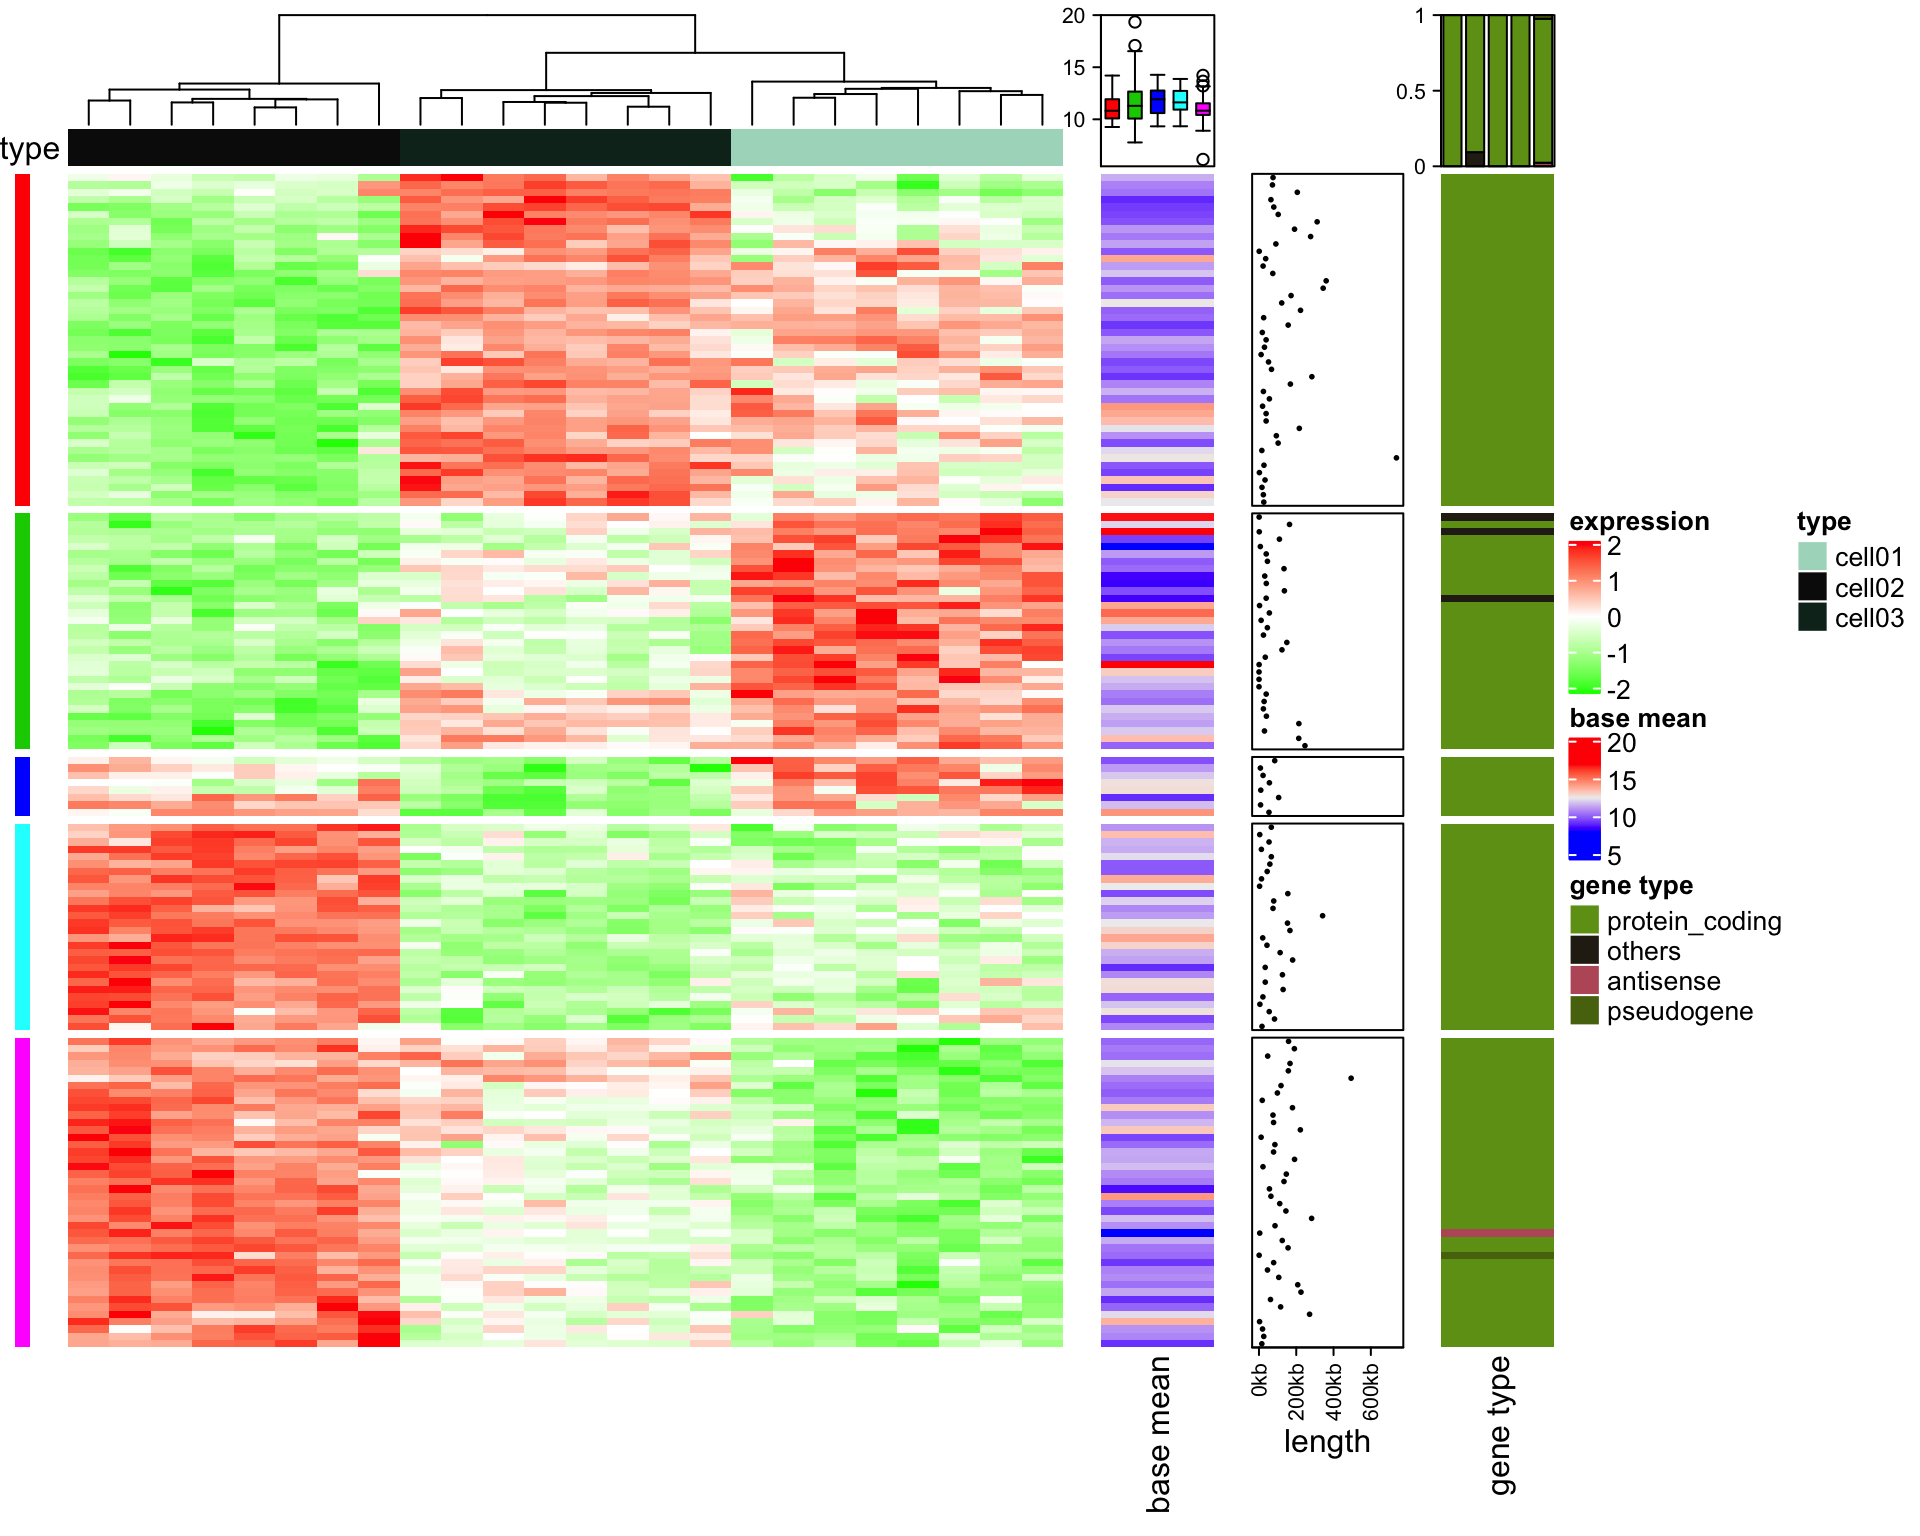 20
15
10
1
0.5
0
type
expression
2
1
0
-1
-2
base mean
20
15
10
5
gene type
protein_coding
others
antisense
pseudogene
type
cell01
cell02
cell03
base mean
0kb
200kb
400kb
600kb
length
gene type